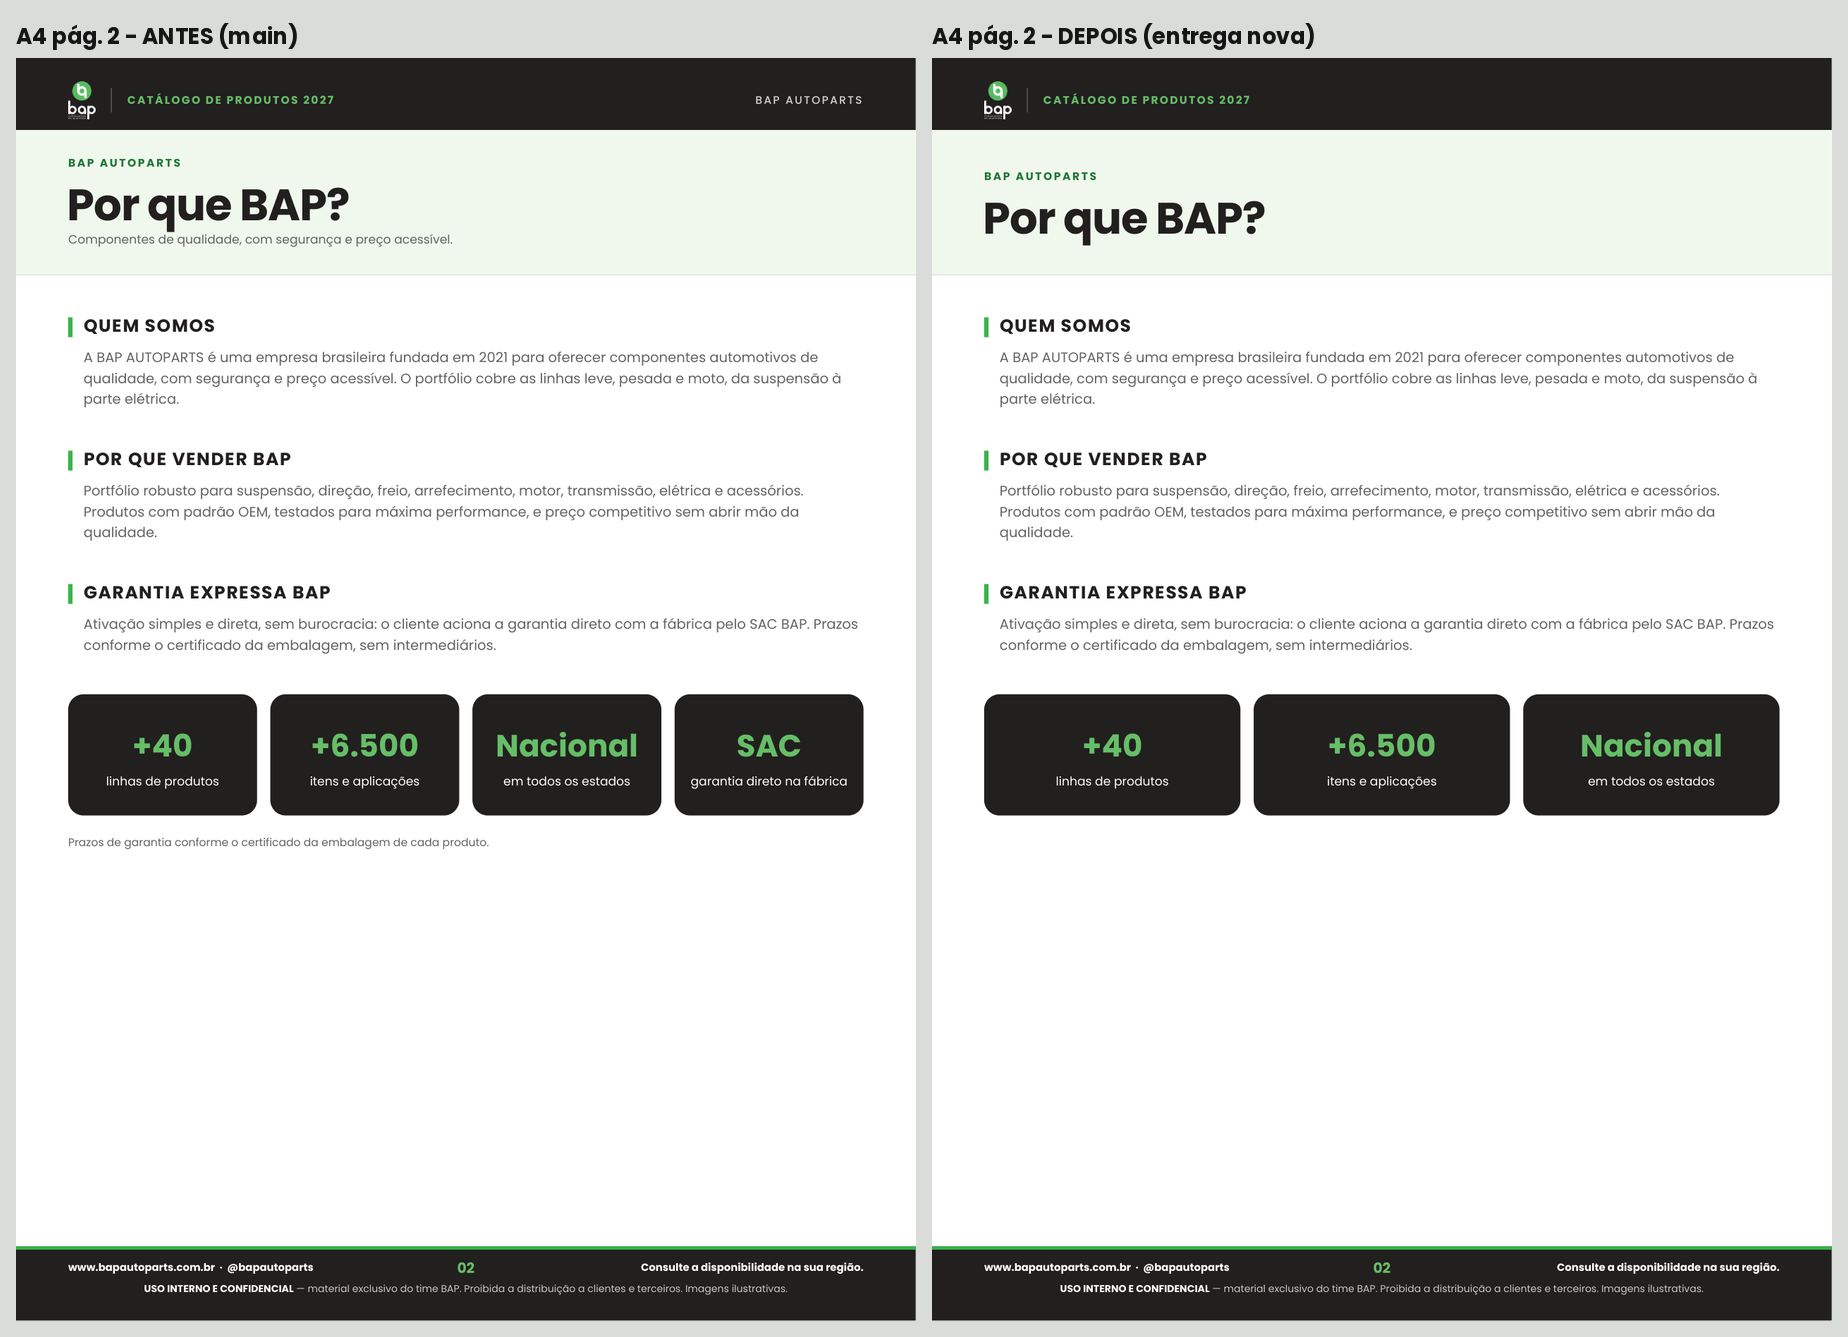 A4 pág. 2 - ANTES (main)
bap
CATÁLOGO DE PRODUTOS 2027
BAP AUTOPARTS
BAP AUTOPARTS
Por que BAP?
Componentes de qualidade, com segurança e preço acessível.
QUEM SOMOS
A BAP AUTOPARTS é uma empresa brasileira fundada em 2021 para oferecer componentes automotivos de
qualidade, com segurança e preço acessível. O portfólio cobre as linhas leve, pesada e moto, da suspensão à
parte elétrica.
POR QUE VENDER BAP
Portfólio robusto para suspensão, direção, freio, arrefecimento, motor, transmissão, elétrica e acessórios.
Produtos com padrão OEM, testados para máxima performance, e preço competitivo sem abrir mão da
qualidade.
GARANTIA EXPRESSA BAP
Ativação simples e direta, sem burocracia: o cliente aciona a garantia direto com a fábrica pelo SAC BAP. Prazos
conforme o certificado da embalagem, sem intermediários.
+40
linhas de produtos
+6.500
itens e aplicações
Nacional
em todos os estados
SAC
garantia direto na fábrica
Prazos de garantia conforme o certificado da embalagem de cada produto.
www.bapautoparts.com.br · @bapautoparts
02
Consulte a disponibilidade na sua região.
USO INTERNO E CONFIDENCIAL — material exclusivo do time BAP. Proibida a distribuição a clientes e terceiros. Imagens ilustrativas.
A4 pág. 2 - DEPOIS (entrega nova)
bap
CATÁLOGO DE PRODUTOS 2027
BAP AUTOPARTS
Por que BAP?
QUEM SOMOS
A BAP AUTOPARTS é uma empresa brasileira fundada em 2021 para oferecer componentes automotivos de
qualidade, com segurança e preço acessível. O portfólio cobre as linhas leve, pesada e moto, da suspensão à
parte elétrica.
POR QUE VENDER BAP
Portfólio robusto para suspensão, direção, freio, arrefecimento, motor, transmissão, elétrica e acessórios.
Produtos com padrão OEM, testados para máxima performance, e preço competitivo sem abrir mão da
qualidade.
GARANTIA EXPRESSA BAP
Ativação simples e direta, sem burocracia: o cliente aciona a garantia direto com a fábrica pelo SAC BAP. Prazos
conforme o certificado da embalagem, sem intermediários.
+40
linhas de produtos
+6.500
itens e aplicações
Nacional
em todos os estados
www.bapautoparts.com.br · @bapautoparts
02
Consulte a disponibilidade na sua região.
USO INTERNO E CONFIDENCIAL — material exclusivo do time BAP. Proibida a distribuição a clientes e terceiros. Imagens ilustrativas.